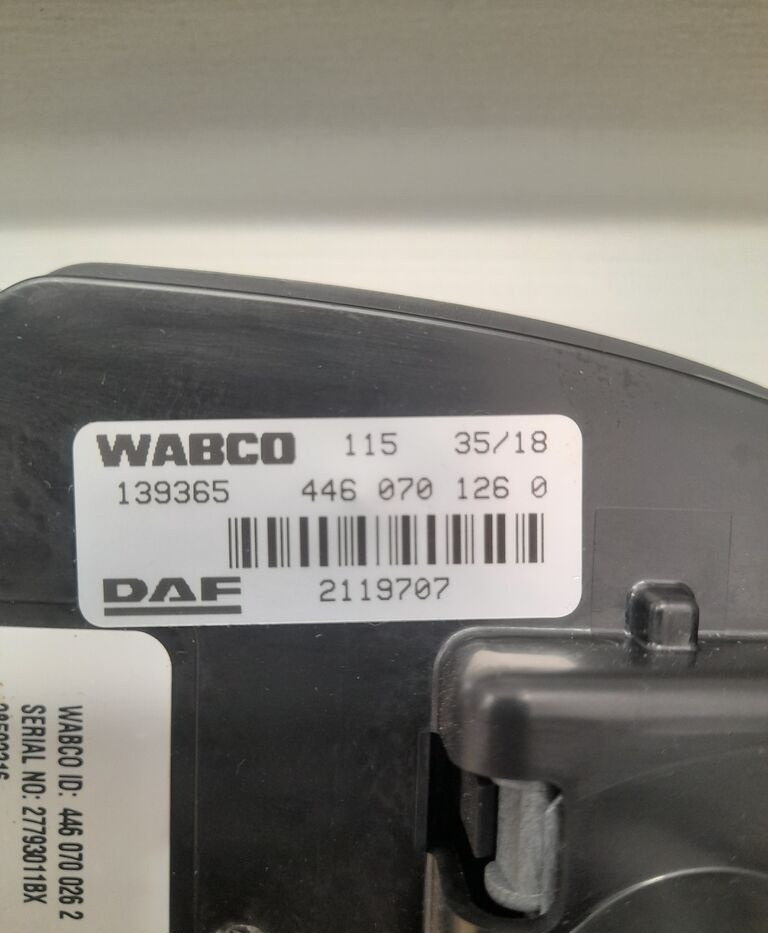 WABCO 115 35/18
139365 446 070 126 0
DAF 2119707
WABCO ID: 446 070 026 2
SERIAL NO: 27793011BX